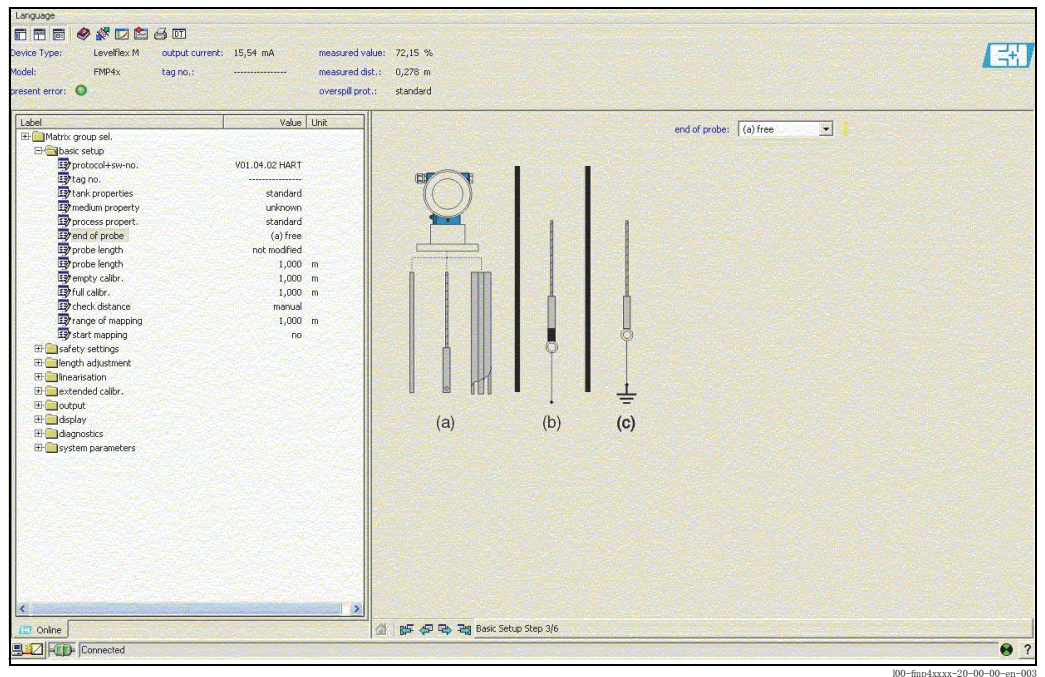 Language
DT
Device Type: Levelflex M output current: 15,54 mA measured value: 72,15 %
Model: FMP4x tag no.: ---------------- measured dist.: 0,278 m
present error: overspill prot.: standard
E+H
Label Value Unit
Matrix group sel.
basic setup
protocol+sw-no. V01.04.02 HART
tag no. ----------------
tank properties standard
medium property unknown
process propert. standard
end of probe (a) free
probe length not modified
probe length 1,000 m
empty calibr. 1,000 m
full calibr. 1,000 m
check distance manual
range of mapping 1,000 m
start mapping no
safety settings
length adjustment
linearisation
extended calibr.
output
display
diagnostics
system parameters
end of probe: (a) free
(a) (b) (c)
Online
Basic Setup Step 3/6
Connected
?
l00-fmp4xxxx-20-00-00-en-003